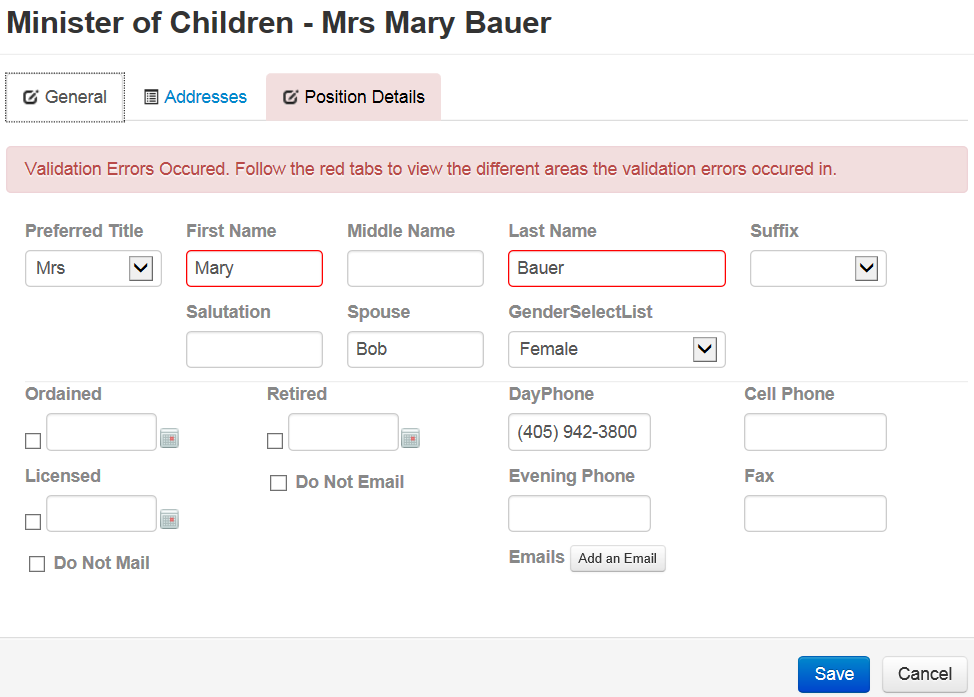 Minister of Children - Mrs Mary Bauer
General Addresses Position Details
Validation Errors Occured. Follow the red tabs to view the different areas the validation errors occured in.
Preferred Title First Name Middle Name Last Name Suffix
Mrs Mary Bauer
Salutation Spouse GenderSelectList
Bob Female
Ordained Retired DayPhone Cell Phone
(405) 942-3800
Licensed Do Not Email Evening Phone Fax
Do Not Mail Emails Add an Email
Save Cancel